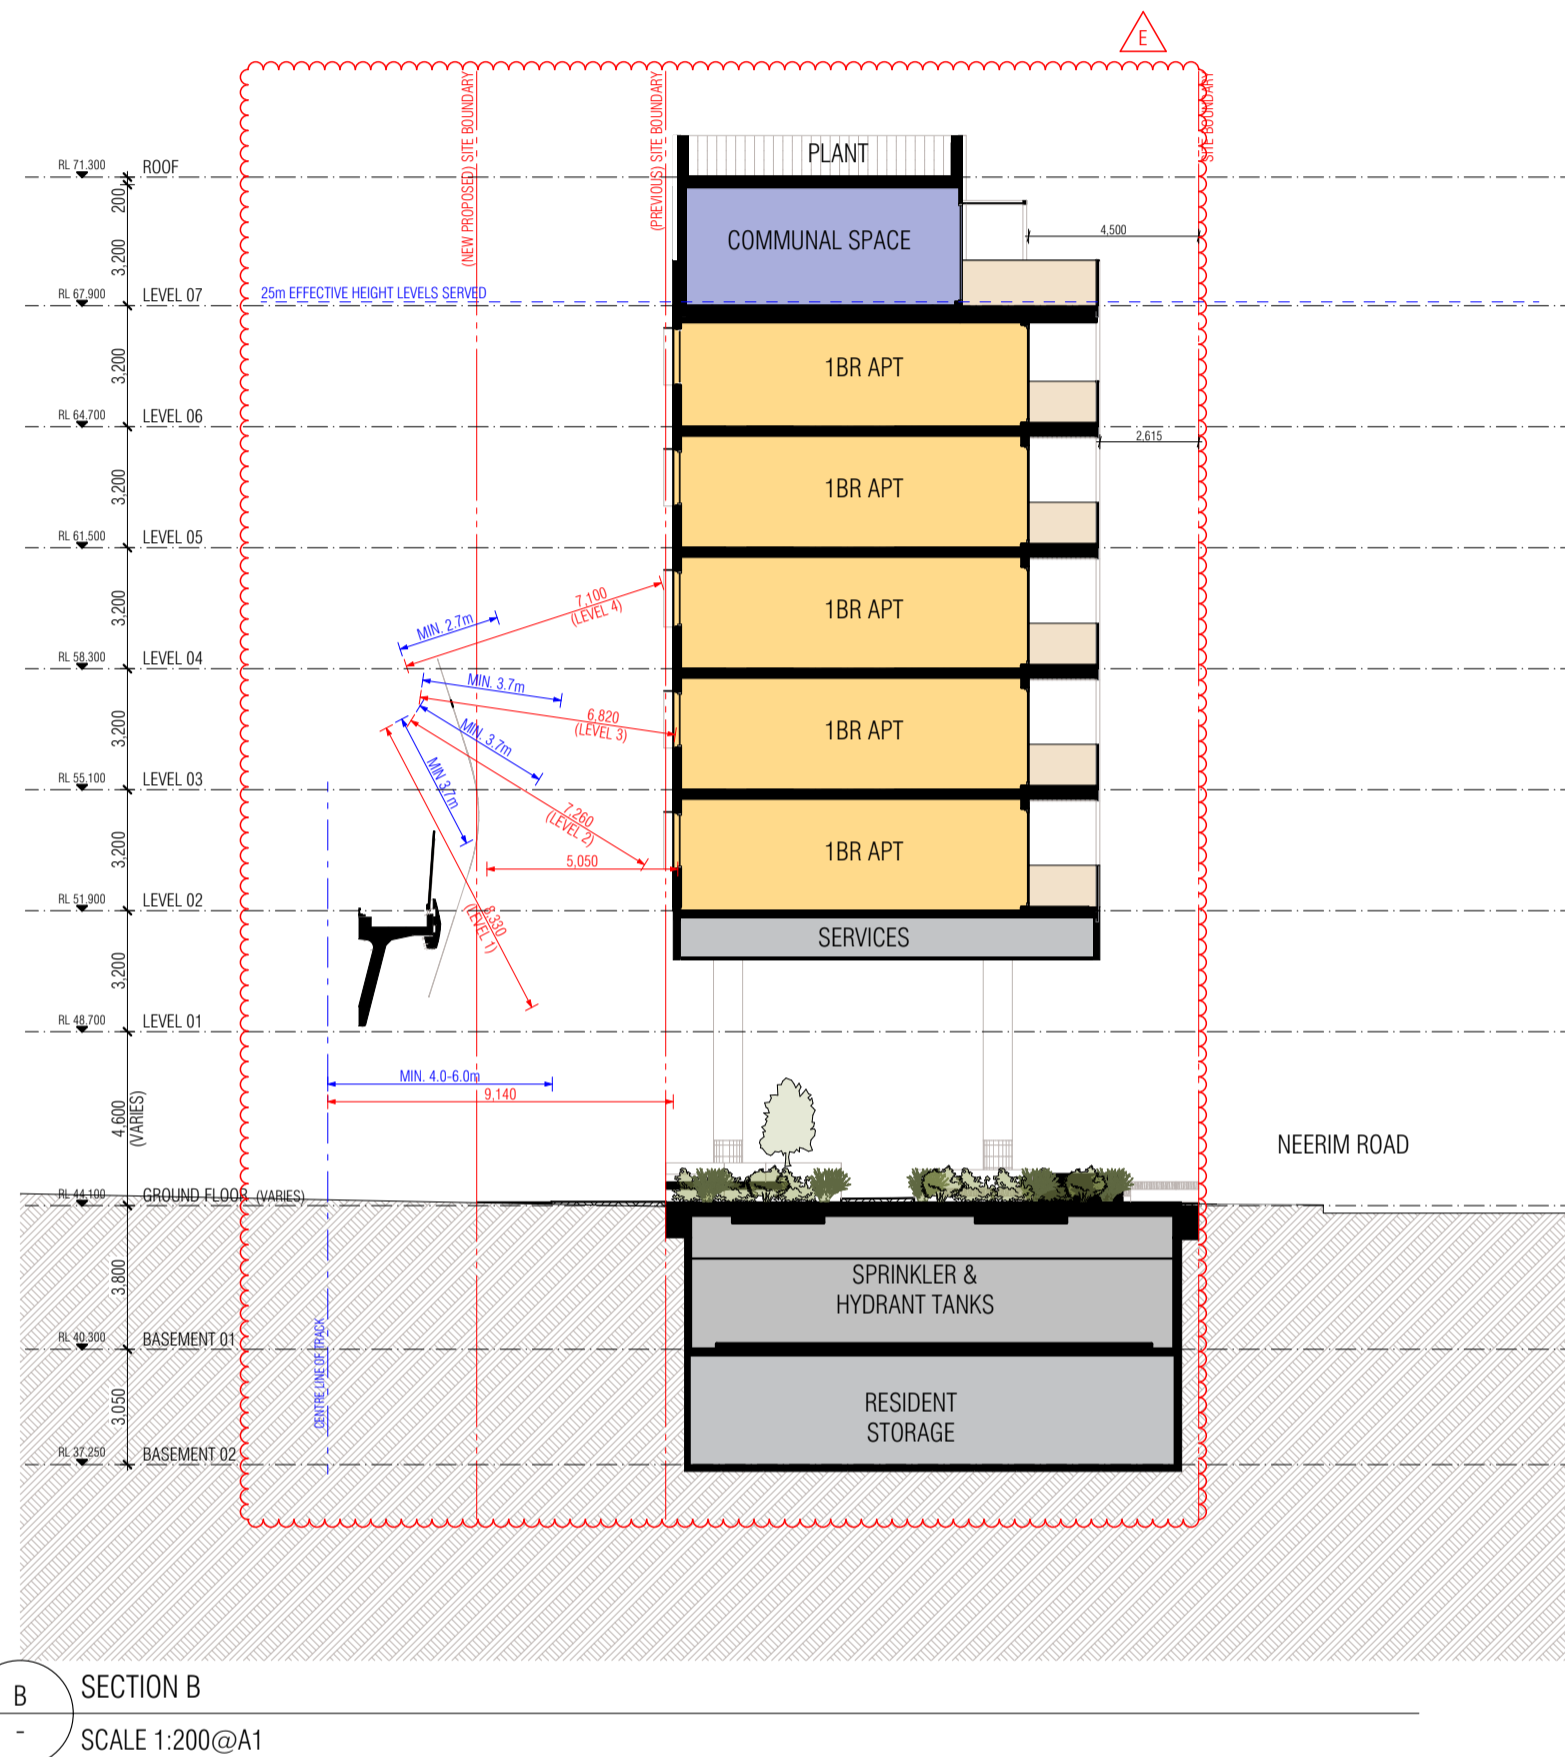 E
(NEW PROPOSED) SITE BOUNDARY
(PREVIOUS) SITE BOUNDARY
SITE BOUNDARY
PLANT
RL 71.300
ROOF
200
COMMUNAL SPACE
4,500
3,200
RL 67.900
LEVEL 07
25m EFFECTIVE HEIGHT LEVELS SERVED
3,200
1BR APT
RL 64.700
LEVEL 06
2,615
3,200
1BR APT
RL 61.500
LEVEL 05
7,100
(LEVEL 4)
MIN. 2.7m
3,200
1BR APT
RL 58.300
LEVEL 04
MIN. 3.7m
6,820
(LEVEL 3)
3,200
1BR APT
MIN. 3.7m
MIN 3.7m
RL 55.100
LEVEL 03
7,260
(LEVEL 2)
3,200
1BR APT
5,050
RL 51.900
LEVEL 02
8,330
(LEVEL 1)
SERVICES
3,200
RL 48.700
LEVEL 01
MIN. 4.0-6.0m
9,140
4,600
(VARIES)
NEERIM ROAD
RL 44.100
GROUND FLOOR (VARIES)
3,800
SPRINKLER &
HYDRANT TANKS
RL 40.300
BASEMENT 01
CENTRE LINE OF TRACK
3,050
RESIDENT
STORAGE
RL 37.250
BASEMENT 02
B
-
SECTION B
SCALE 1:200@A1